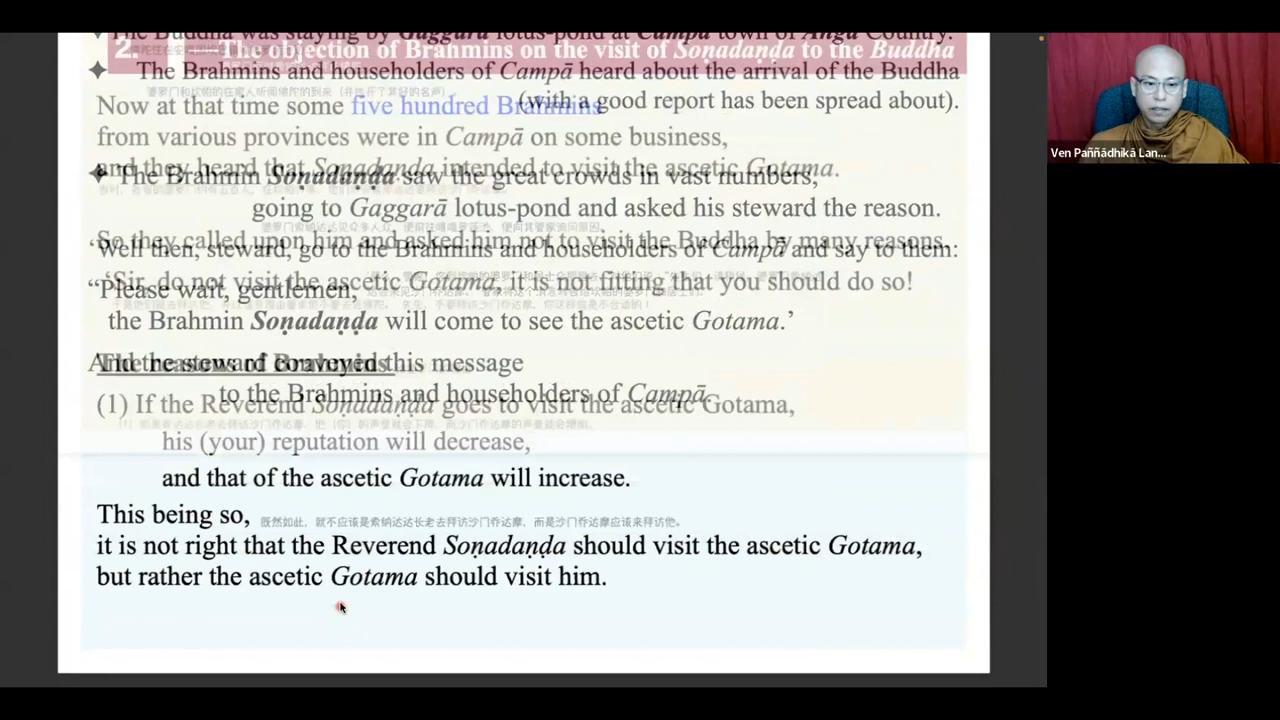 The Buddha was staying by Gaggarā lotus-pond at Campā town of Aṅga Country.
2. The objection of Brahmins on the visit of Soṇadaṇḍa to the Buddha
✦ The Brahmins and householders of Campā heard about the arrival of the Buddha
(with a good report has been spread about).
Now at that time some five hundred Brahmins
from various provinces were in Campā on some business,
and they heard that Soṇadaṇḍa intended to visit the ascetic Gotama.
✦ The Brahmin Soṇadaṇḍa saw the great crowds in vast numbers,
going to Gaggarā lotus-pond and asked his steward the reason.
So they called upon him and asked him not to visit the Buddha by many reasons.
‘Well then, steward, go to the Brahmins and householders of Campā and say to them:
‘Sir, do not visit the ascetic Gotama, it is not fitting that you should do so!
“Please wait, gentlemen,
the Brahmin Soṇadaṇḍa will come to see the ascetic Gotama.’
And the steward conveyed this message
The reasons of Brahmins
to the Brahmins and householders of Campā.
(1) If the Reverend Soṇadaṇḍa goes to visit the ascetic Gotama,
his (your) reputation will decrease,
and that of the ascetic Gotama will increase.
This being so, 既然如此，就不应该是索纳达达长老去拜访沙门乔达摩，而是沙门乔达摩应该来拜访他。
it is not right that the Reverend Soṇadaṇḍa should visit the ascetic Gotama,
but rather the ascetic Gotama should visit him.
Ven Paññādhikā Lan...